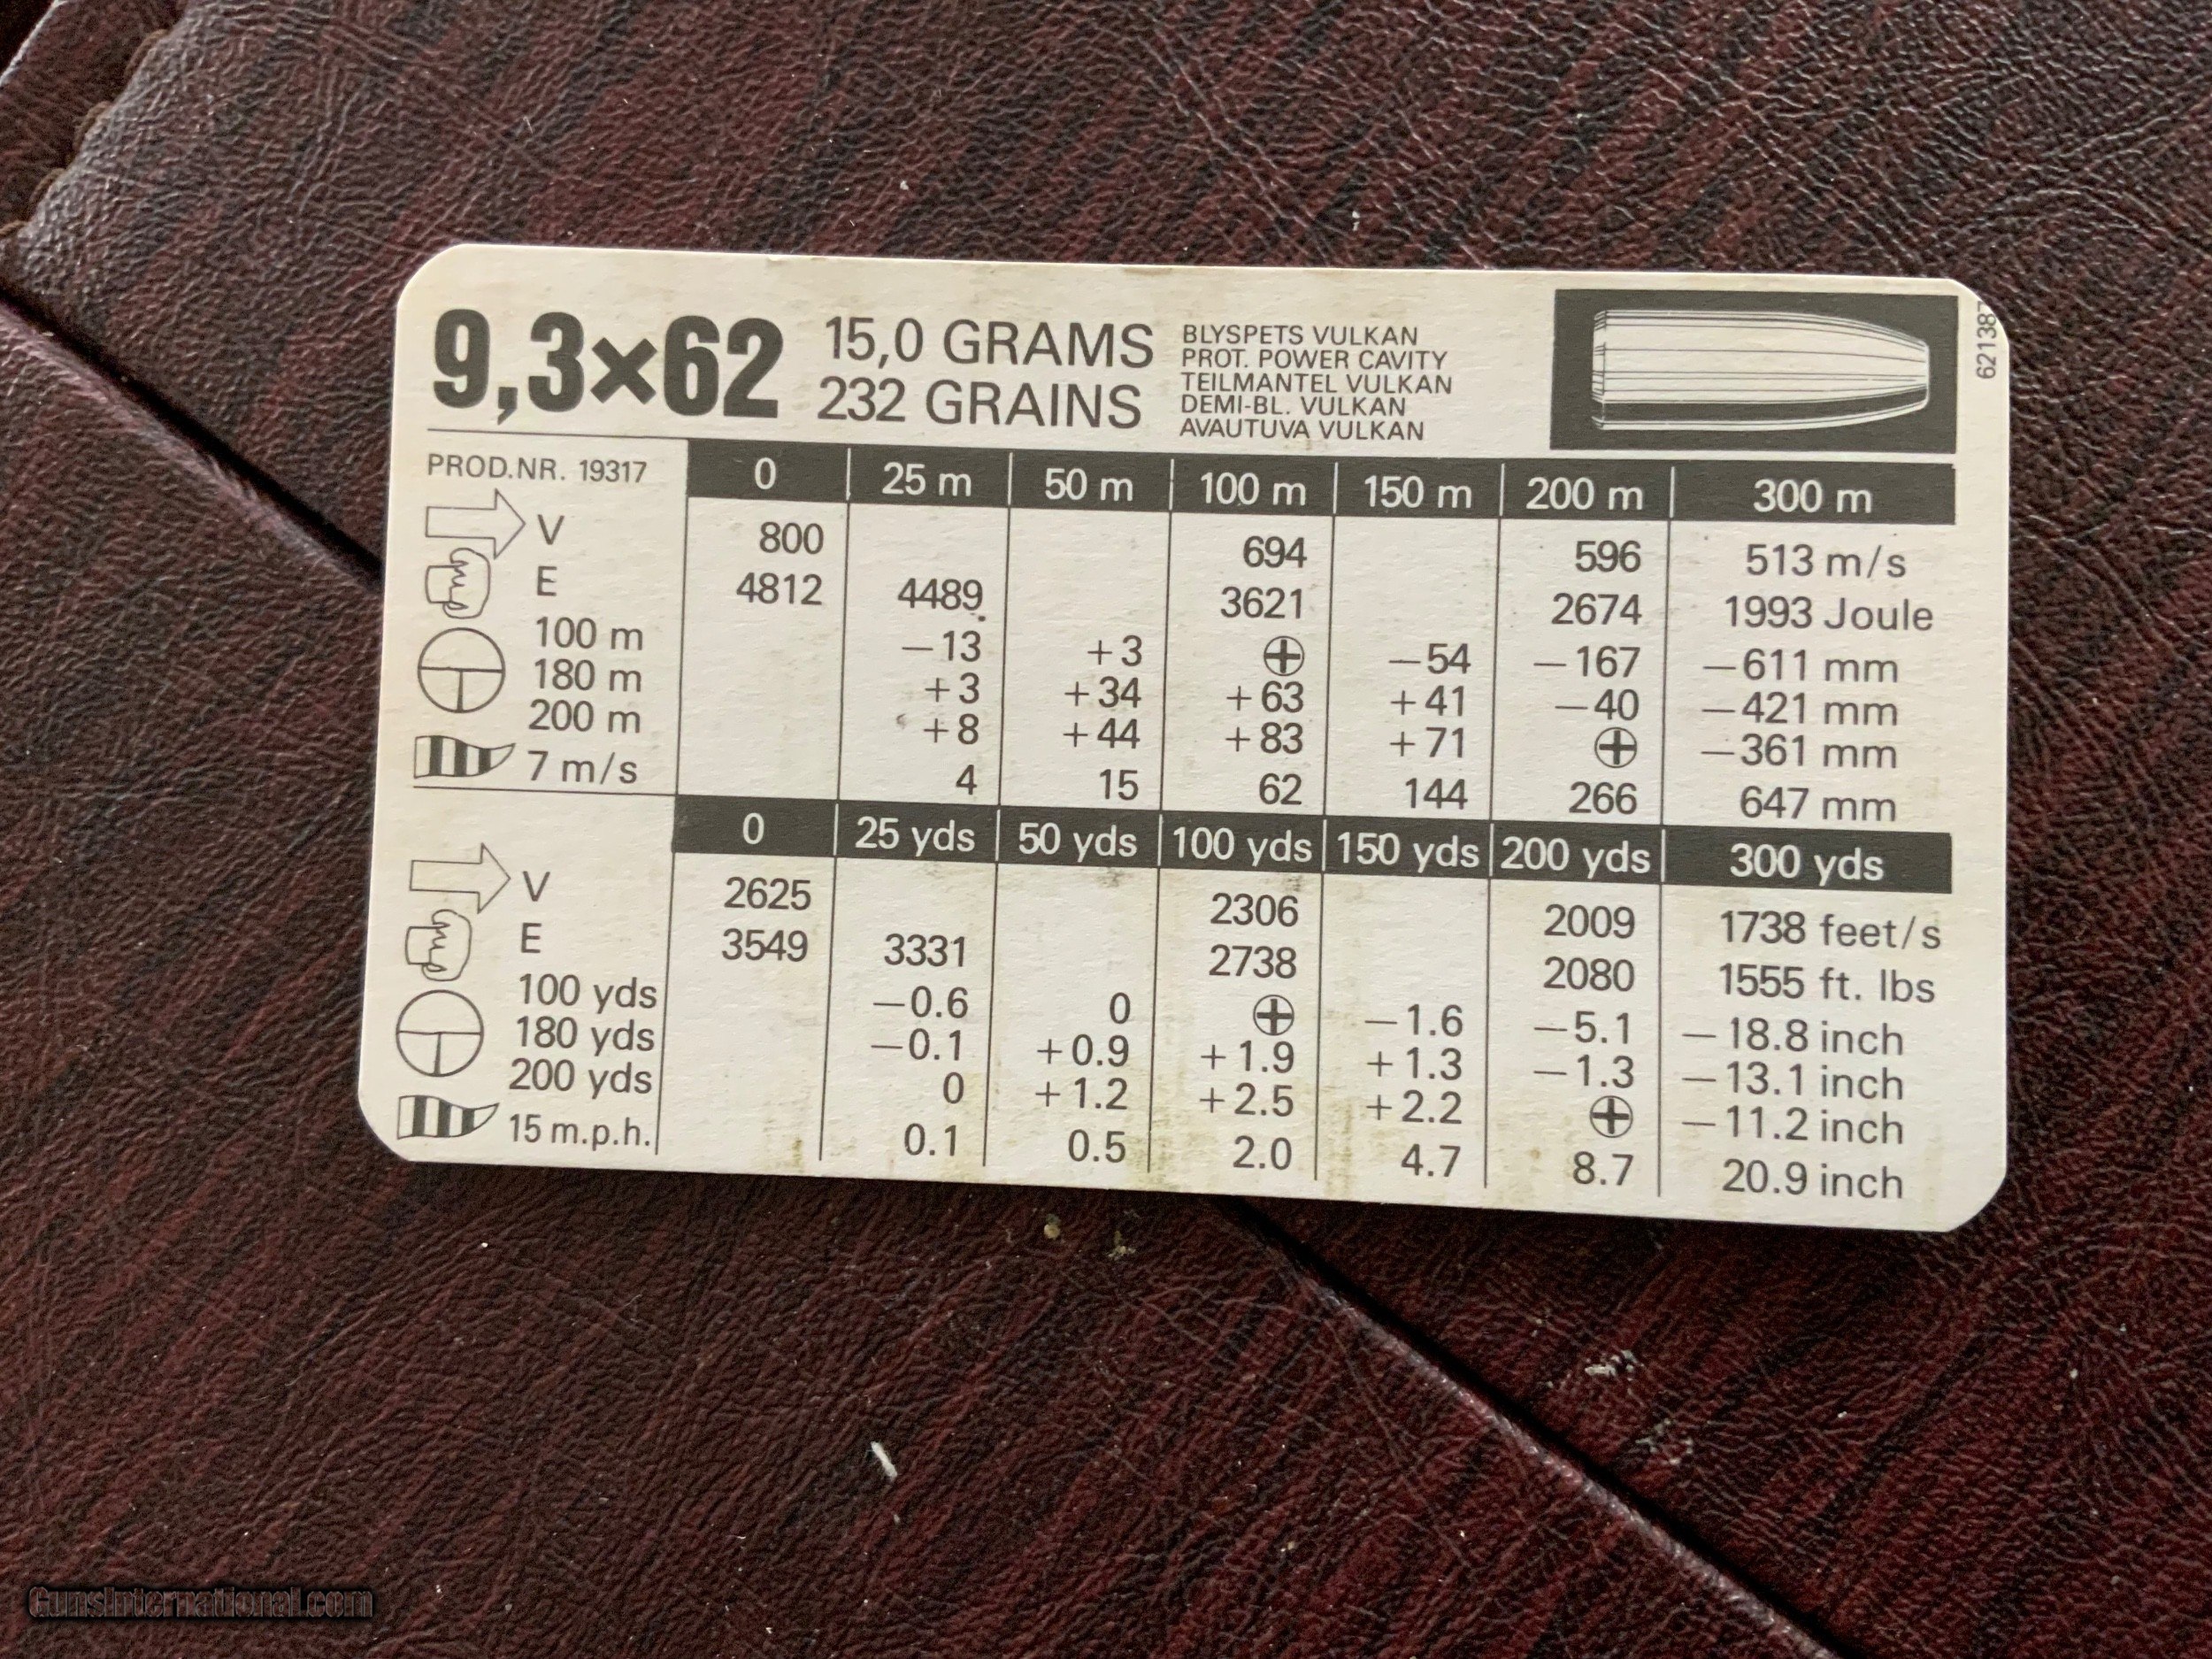 9,3×62
15,0 GRAMS
232 GRAINS
BLYSPETS VULKAN
PROT. POWER CAVITY
TEILMANTEL VULKAN
DEMI-BL. VULKAN
AVAUTUVA VULKAN
621387
PROD.NR. 19317 0 25 m 50 m 100 m 150 m 200 m 300 m
V 800 694 596 513 m/s
E 4812 4489 3621 2674 1993 Joule
100 m −13 +3 −54 −167 −611 mm
180 m +3 +34 +63 +41 −40 −421 mm
200 m +8 +44 +83 +71 −361 mm
7 m/s 4 15 62 144 266 647 mm
0 25 yds 50 yds 100 yds 150 yds 200 yds 300 yds
V 2625 2306 2009 1738 feet/s
E 3549 3331 2738 2080 1555 ft. lbs
100 yds −0.6 0 −1.6 −5.1 −18.8 inch
180 yds −0.1 +0.9 +1.9 +1.3 −1.3 −13.1 inch
200 yds 0 +1.2 +2.5 +2.2 −11.2 inch
15 m.p.h. 0.1 0.5 2.0 4.7 8.7 20.9 inch
GunsInternational.com